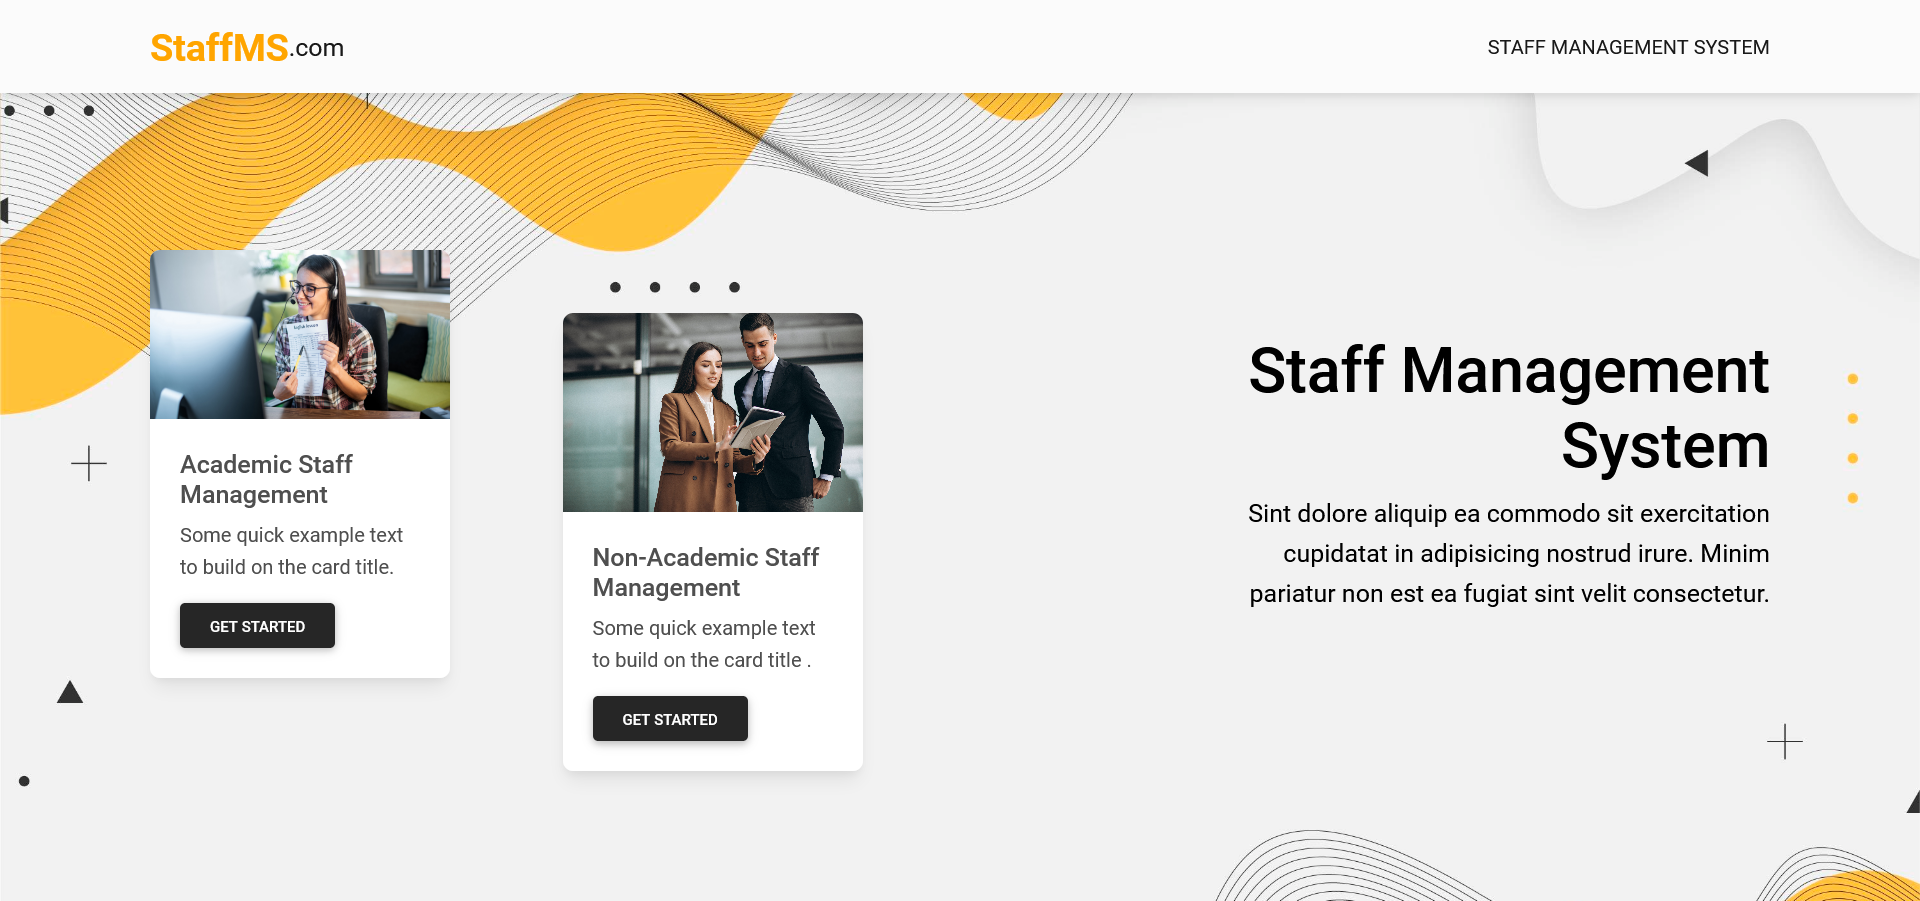 StaffMS.com
STAFF MANAGEMENT SYSTEM
Academic Staff
Management
Some quick example text
to build on the card title.
GET STARTED
Non-Academic Staff
Management
Some quick example text
to build on the card title .
GET STARTED
Staff Management
System
Sint dolore aliquip ea commodo sit exercitation
cupidatat in adipisicing nostrud irure. Minim
pariatur non est ea fugiat sint velit consectetur.